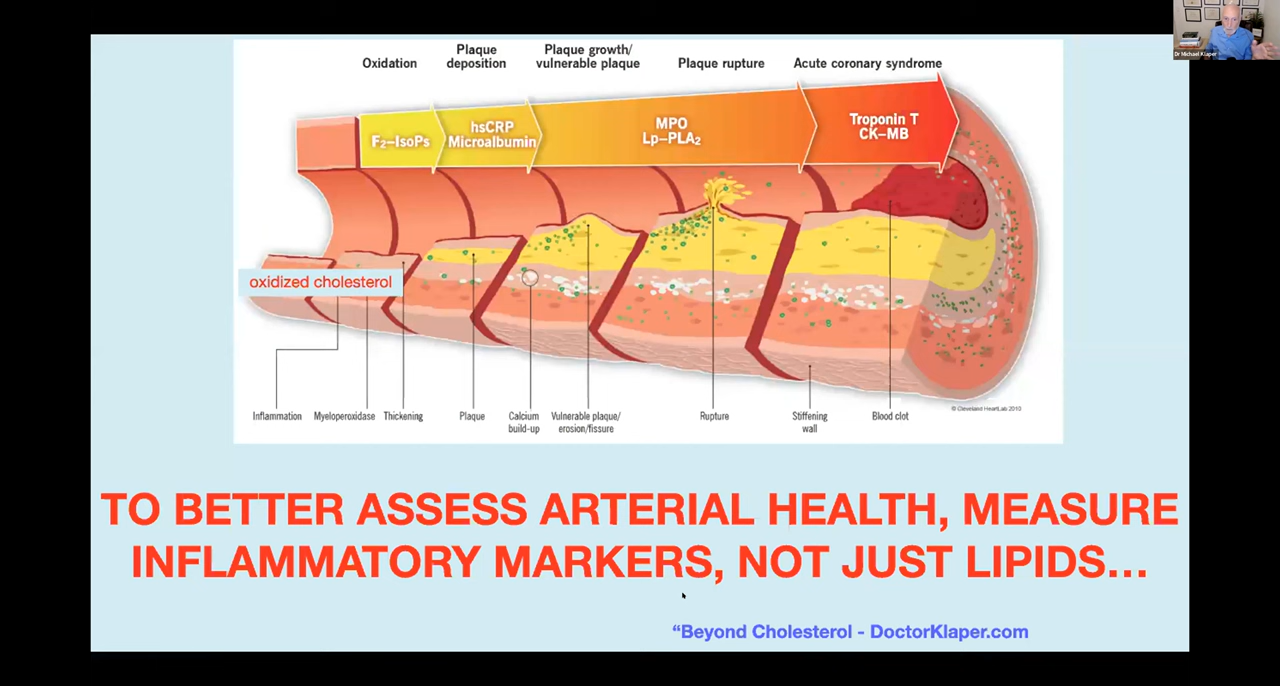 Dr Michael Klaper
Oxidation
Plaque
deposition
Plaque growth/
vulnerable plaque
Plaque rupture
Acute coronary syndrome
F₂–IsoPs
hsCRP
Microalbumin
MPO
Lp–PLA₂
Troponin T
CK–MB
oxidized cholesterol
Inflammation
Myeloperoxidase
Thickening
Plaque
Calcium
build-up
Vulnerable plaque/
erosion/fissure
Rupture
Stiffening
wall
Blood clot
© Cleveland HeartLab 2010
TO BETTER ASSESS ARTERIAL HEALTH, MEASURE
INFLAMMATORY MARKERS, NOT JUST LIPIDS...
“Beyond Cholesterol - DoctorKlaper.com